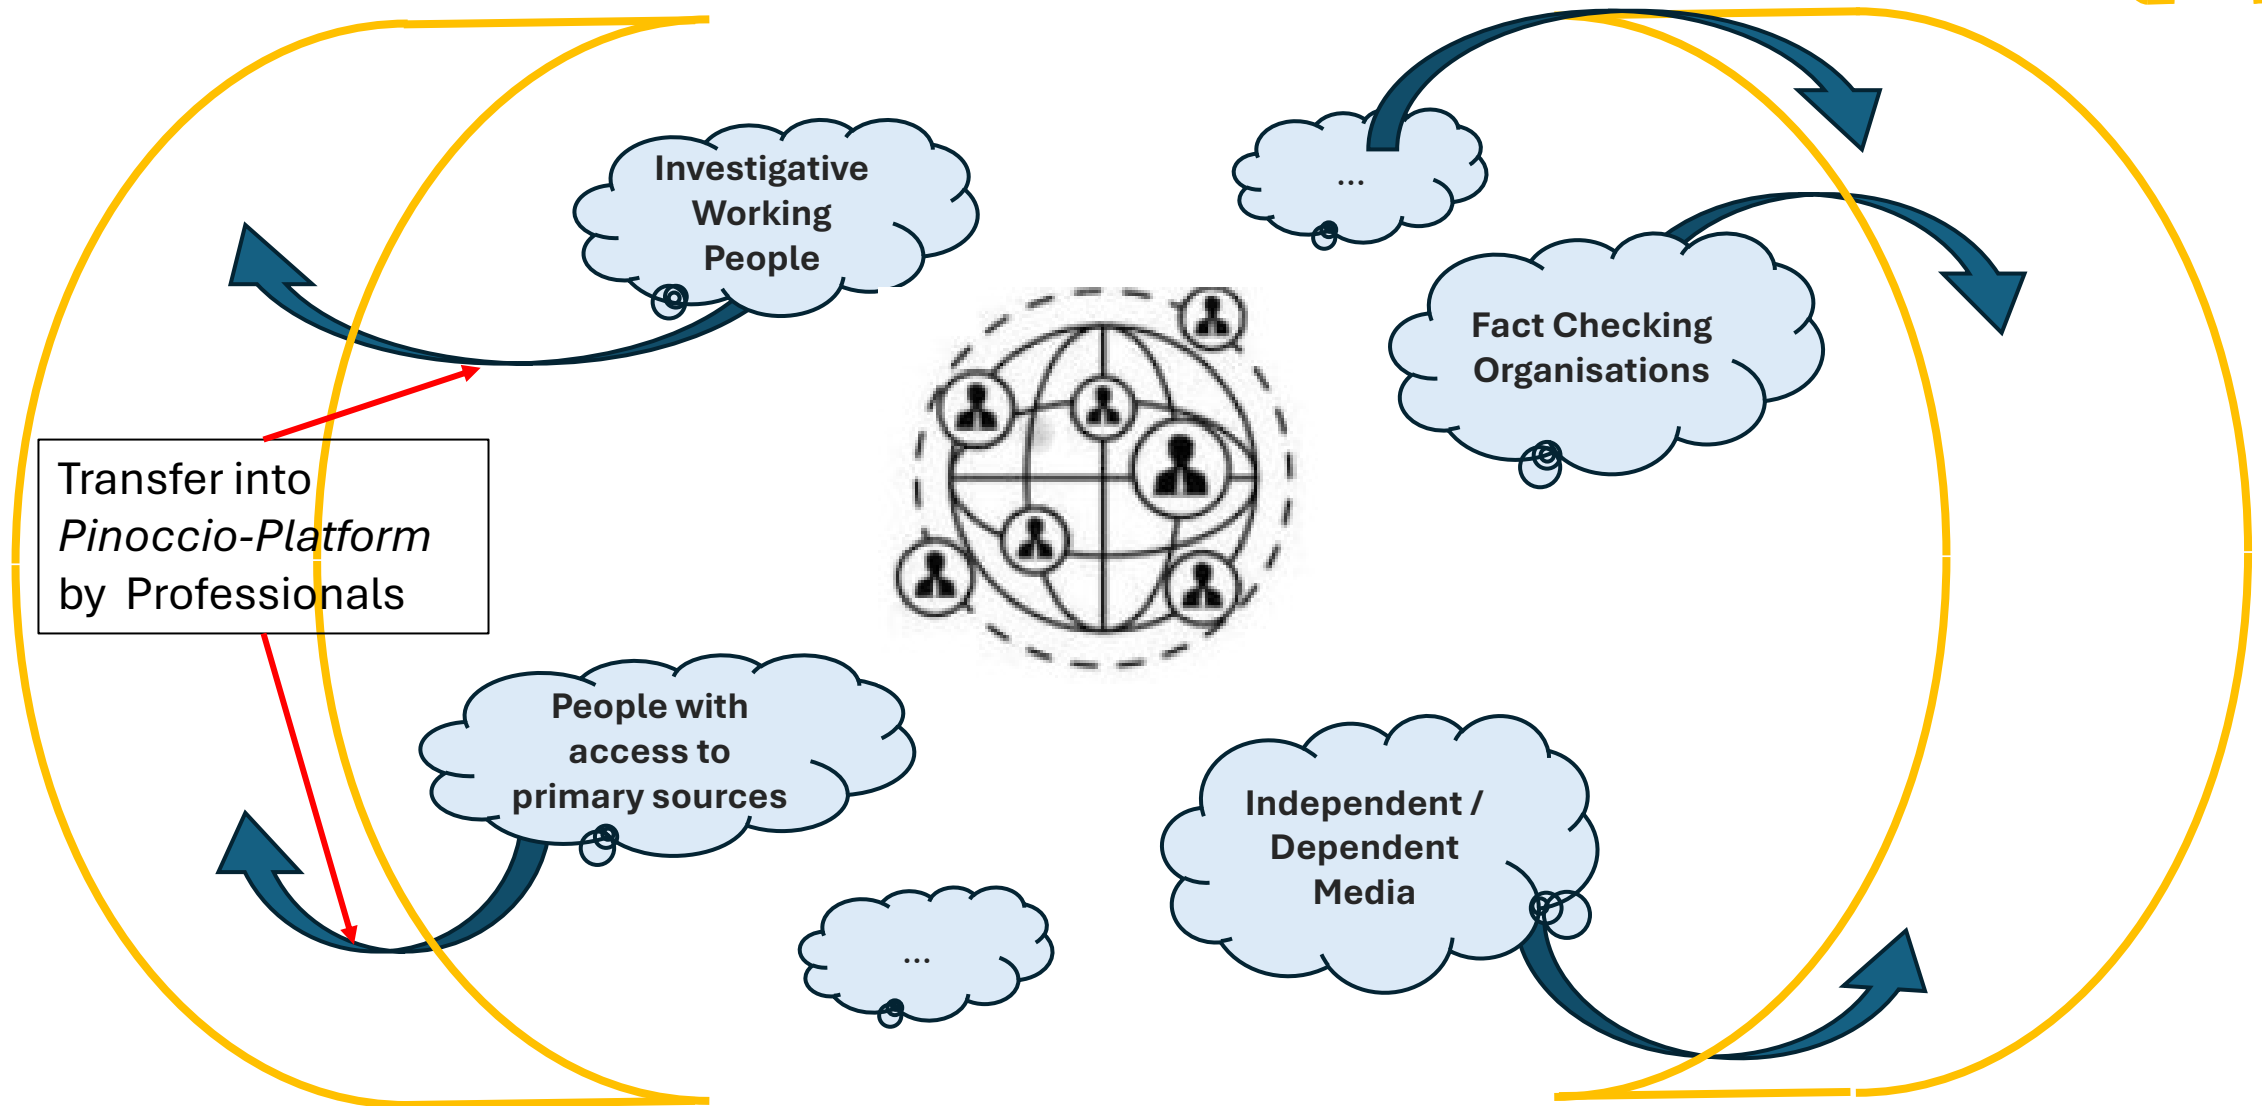 Investigative
Working
People
...
Fact Checking
Organisations
Transfer into
Pinoccio-Platform
by  Professionals
People with
access to
primary sources
Independent /
Dependent
Media
...